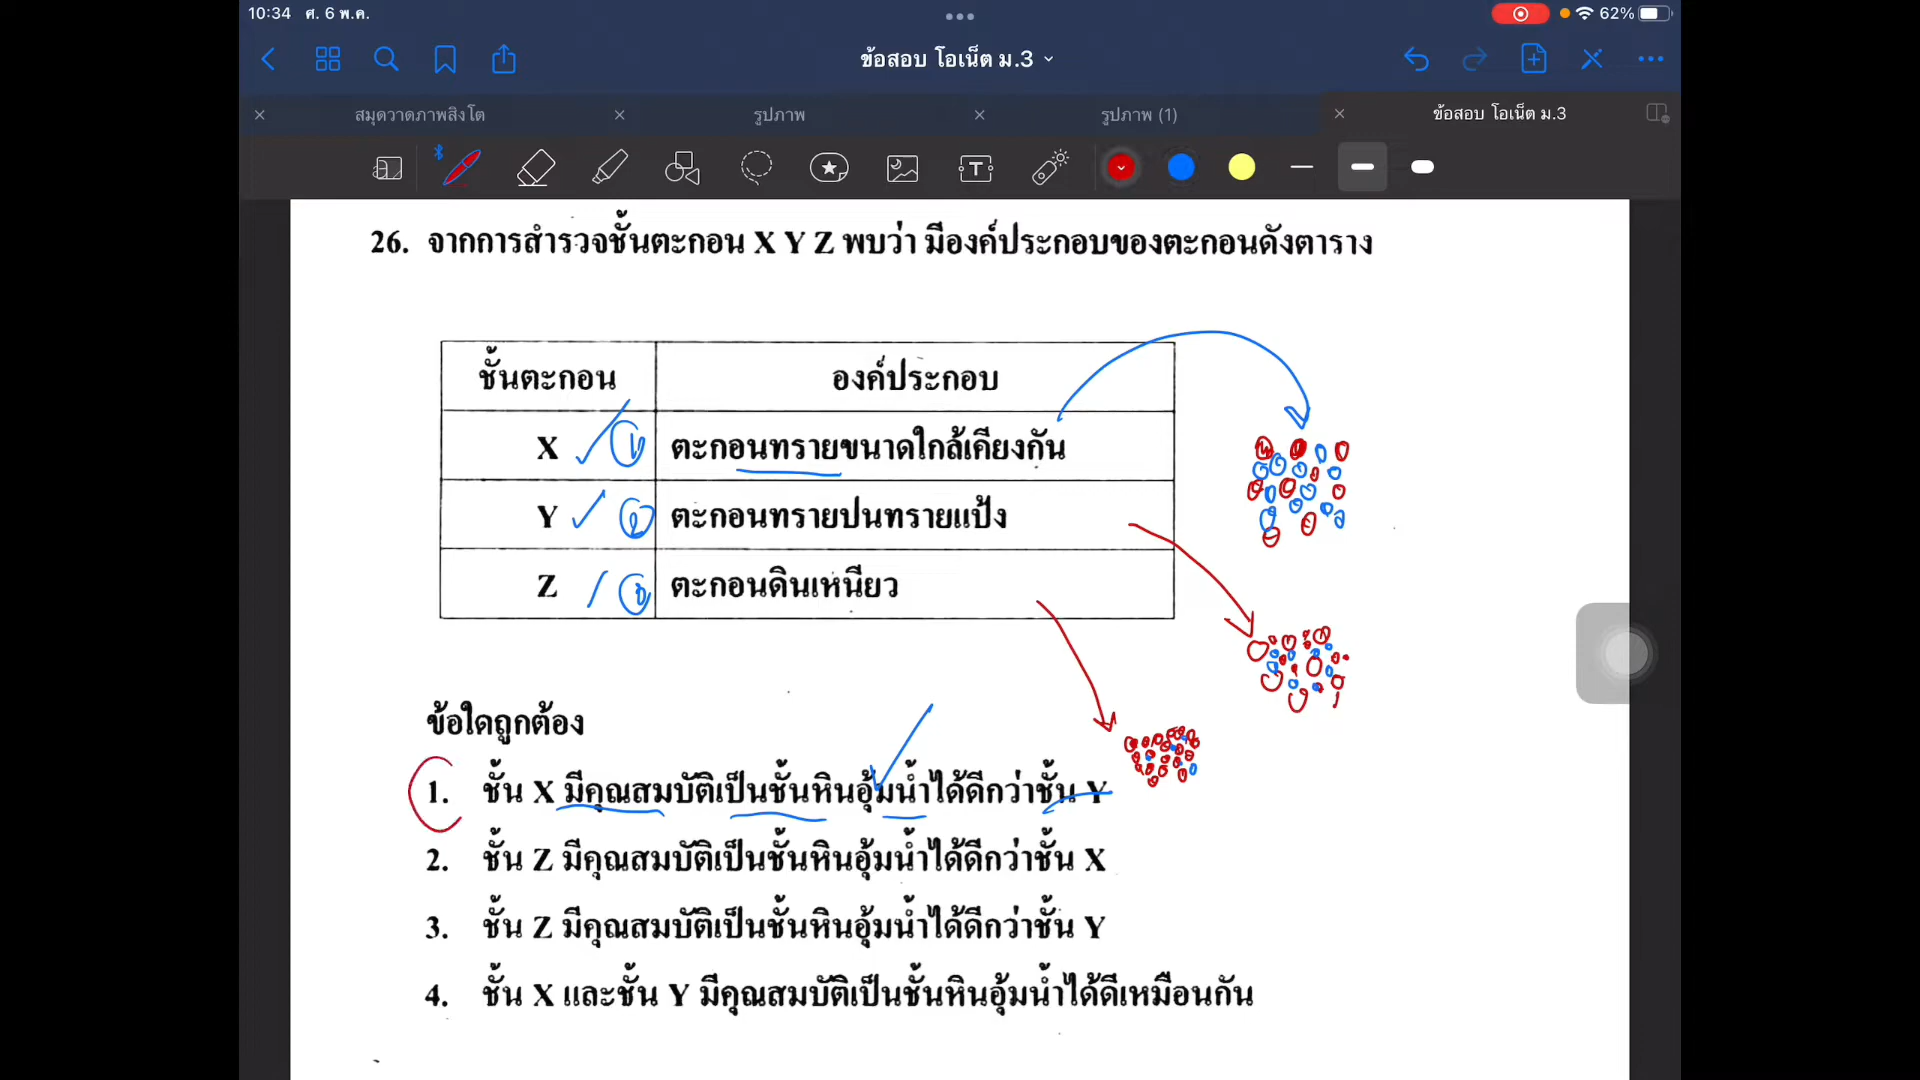 10:34 ศ. 6 พ.ค.
62%
ข้อสอบ โอเน็ต ม.3
สมุดวาดภาพสิงโต
รูปภาพ
รูปภาพ (1)
ข้อสอบ โอเน็ต ม.3
26. จากการสำรวจชั้นตะกอน X Y Z พบว่า มีองค์ประกอบของตะกอนดังตาราง
ชั้นตะกอน องค์ประกอบ
X 1 ตะกอนทรายขนาดใกล้เคียงกัน
Y 2 ตะกอนทรายปนทรายแป้ง
Z 3 ตะกอนดินเหนียว
ข้อใดถูกต้อง
1. ชั้น X มีคุณสมบัติเป็นชั้นหินอุ้มน้ำได้ดีกว่าชั้น Y
2. ชั้น Z มีคุณสมบัติเป็นชั้นหินอุ้มน้ำได้ดีกว่าชั้น X
3. ชั้น Z มีคุณสมบัติเป็นชั้นหินอุ้มน้ำได้ดีกว่าชั้น Y
4. ชั้น X และชั้น Y มีคุณสมบัติเป็นชั้นหินอุ้มน้ำได้ดีเหมือนกัน